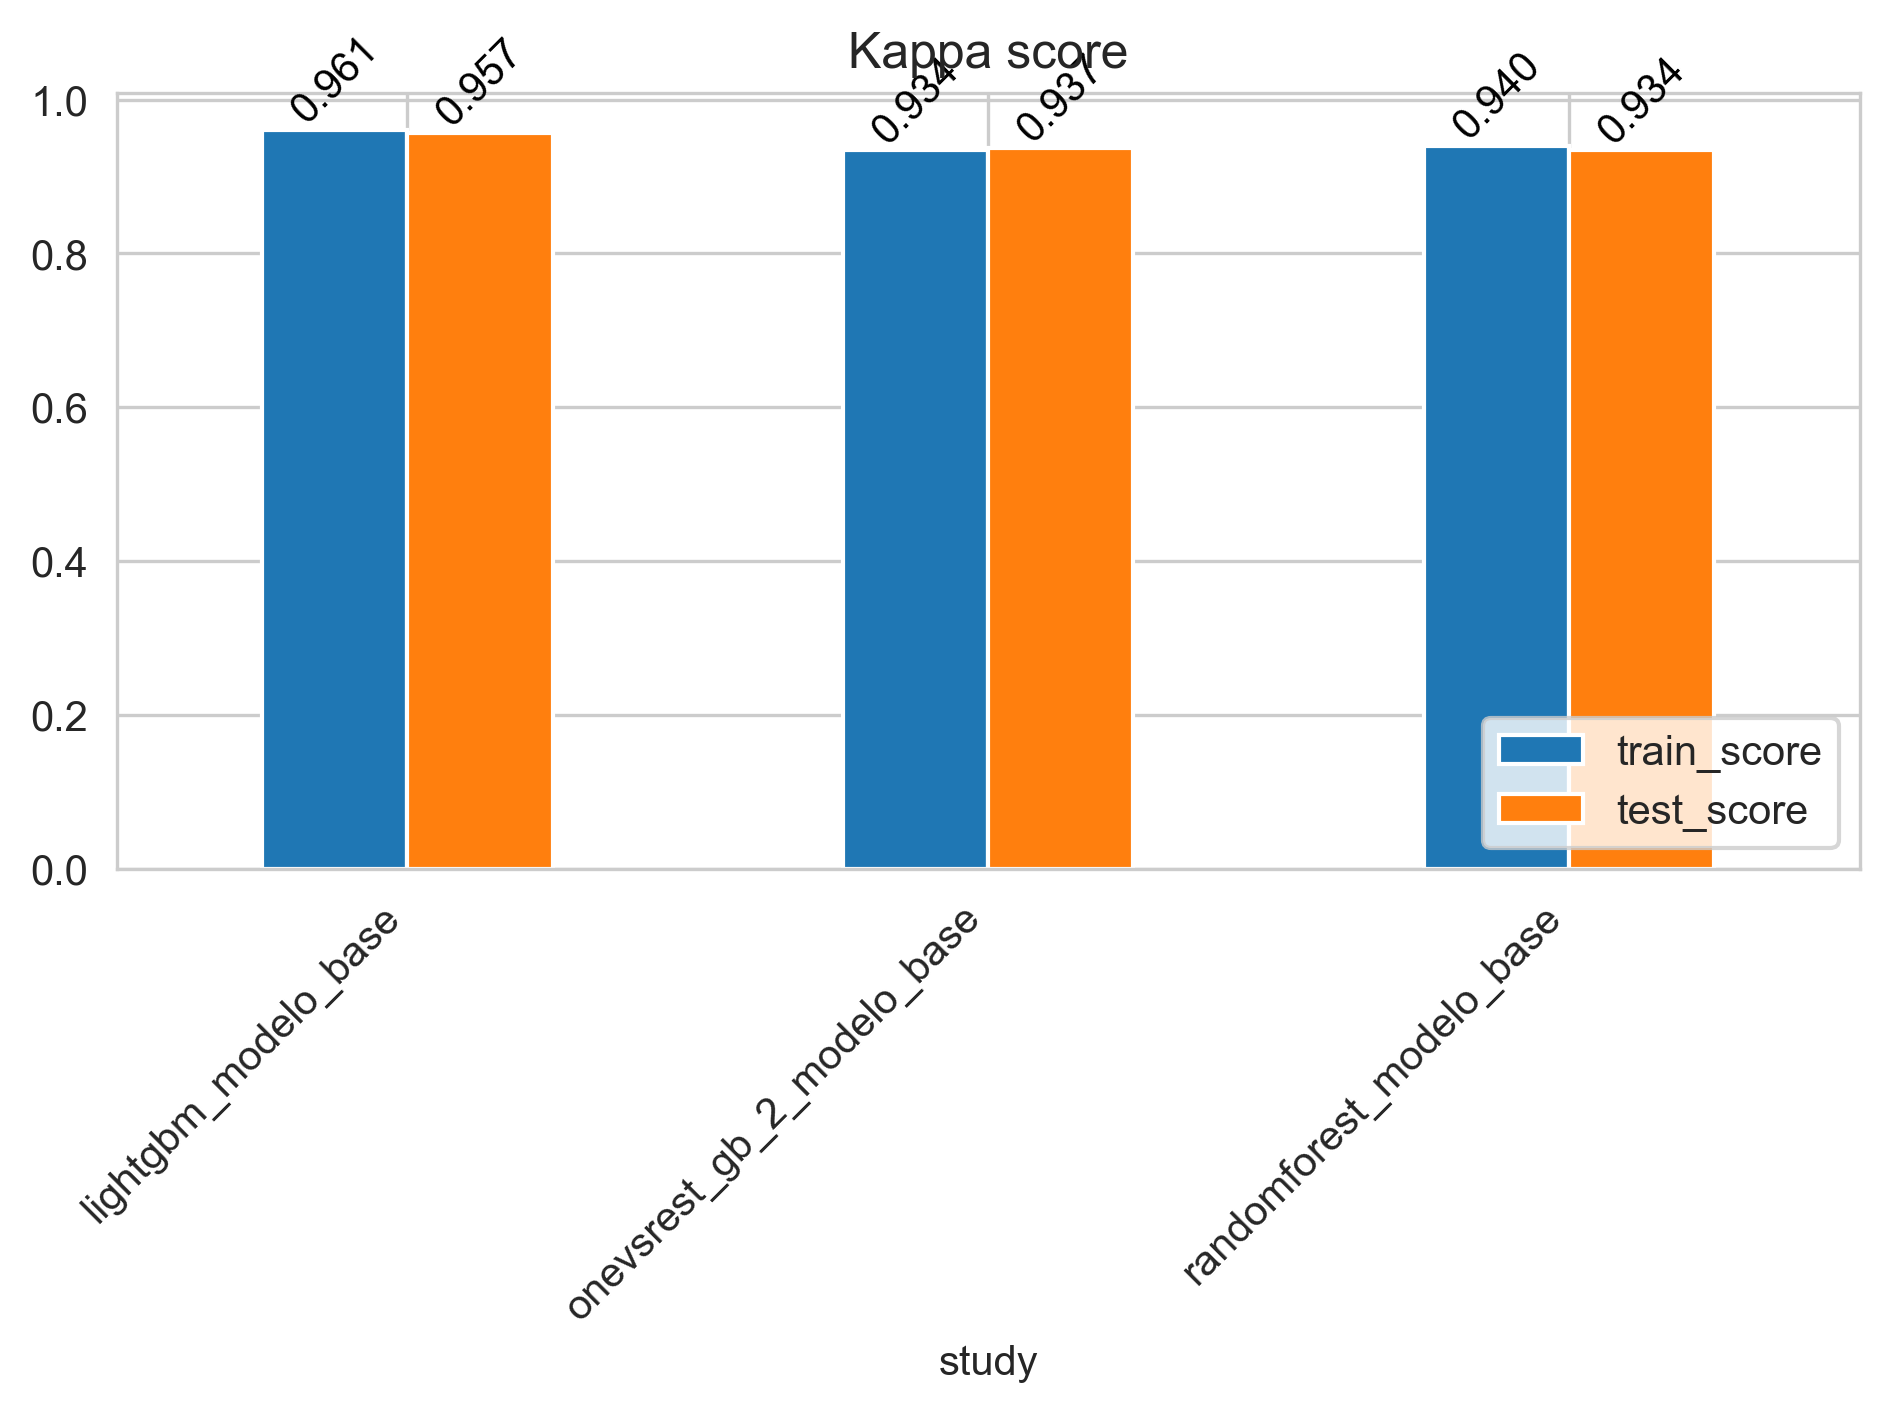 Kappa score
0.961
0.957
0.934
0.937
0.940
0.934
1.0
0.8
0.6
0.4
0.2
0.0
train_score
test_score
lightgbm_modelo_base
onevsrest_gb_2_modelo_base
randomforest_modelo_base
study